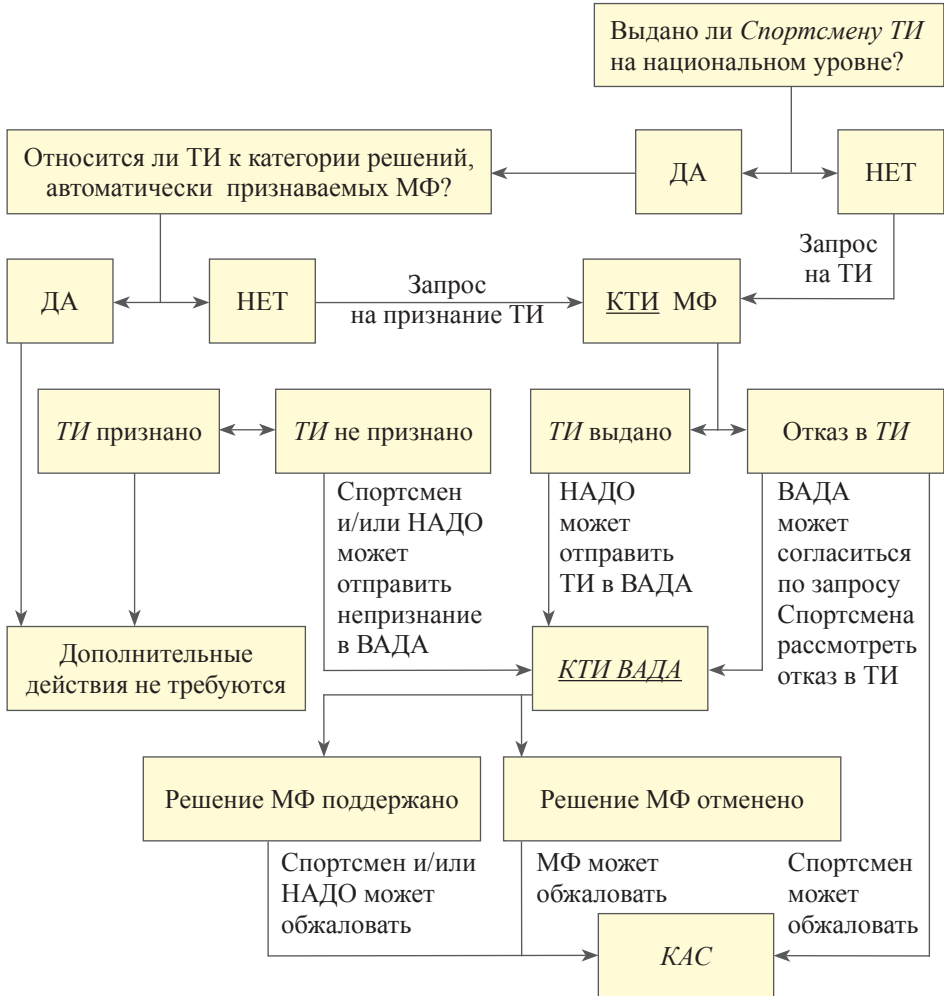 Выдано ли Спортсмену ТИ
на национальном уровне?
Относится ли ТИ к категории решений,
автоматически признаваемых МФ?
ДА
НЕТ
Запрос
на ТИ
ДА
НЕТ
Запрос
на признание ТИ
КТИ МФ
ТИ признано
ТИ не признано
ТИ выдано
Отказ в ТИ
Спортсмен
и/или НАДО
может
отправить
непризнание
в ВАДА
НАДО
может
отправить
ТИ в ВАДА
ВАДА
может
согласиться
по запросу
Спортсмена
рассмотреть
отказ в ТИ
Дополнительные
действия не требуются
КТИ ВАДА
Решение МФ поддержано
Решение МФ отменено
Спортсмен и/или
НАДО может
обжаловать
МФ может
обжаловать
Спортсмен
может
обжаловать
КАС